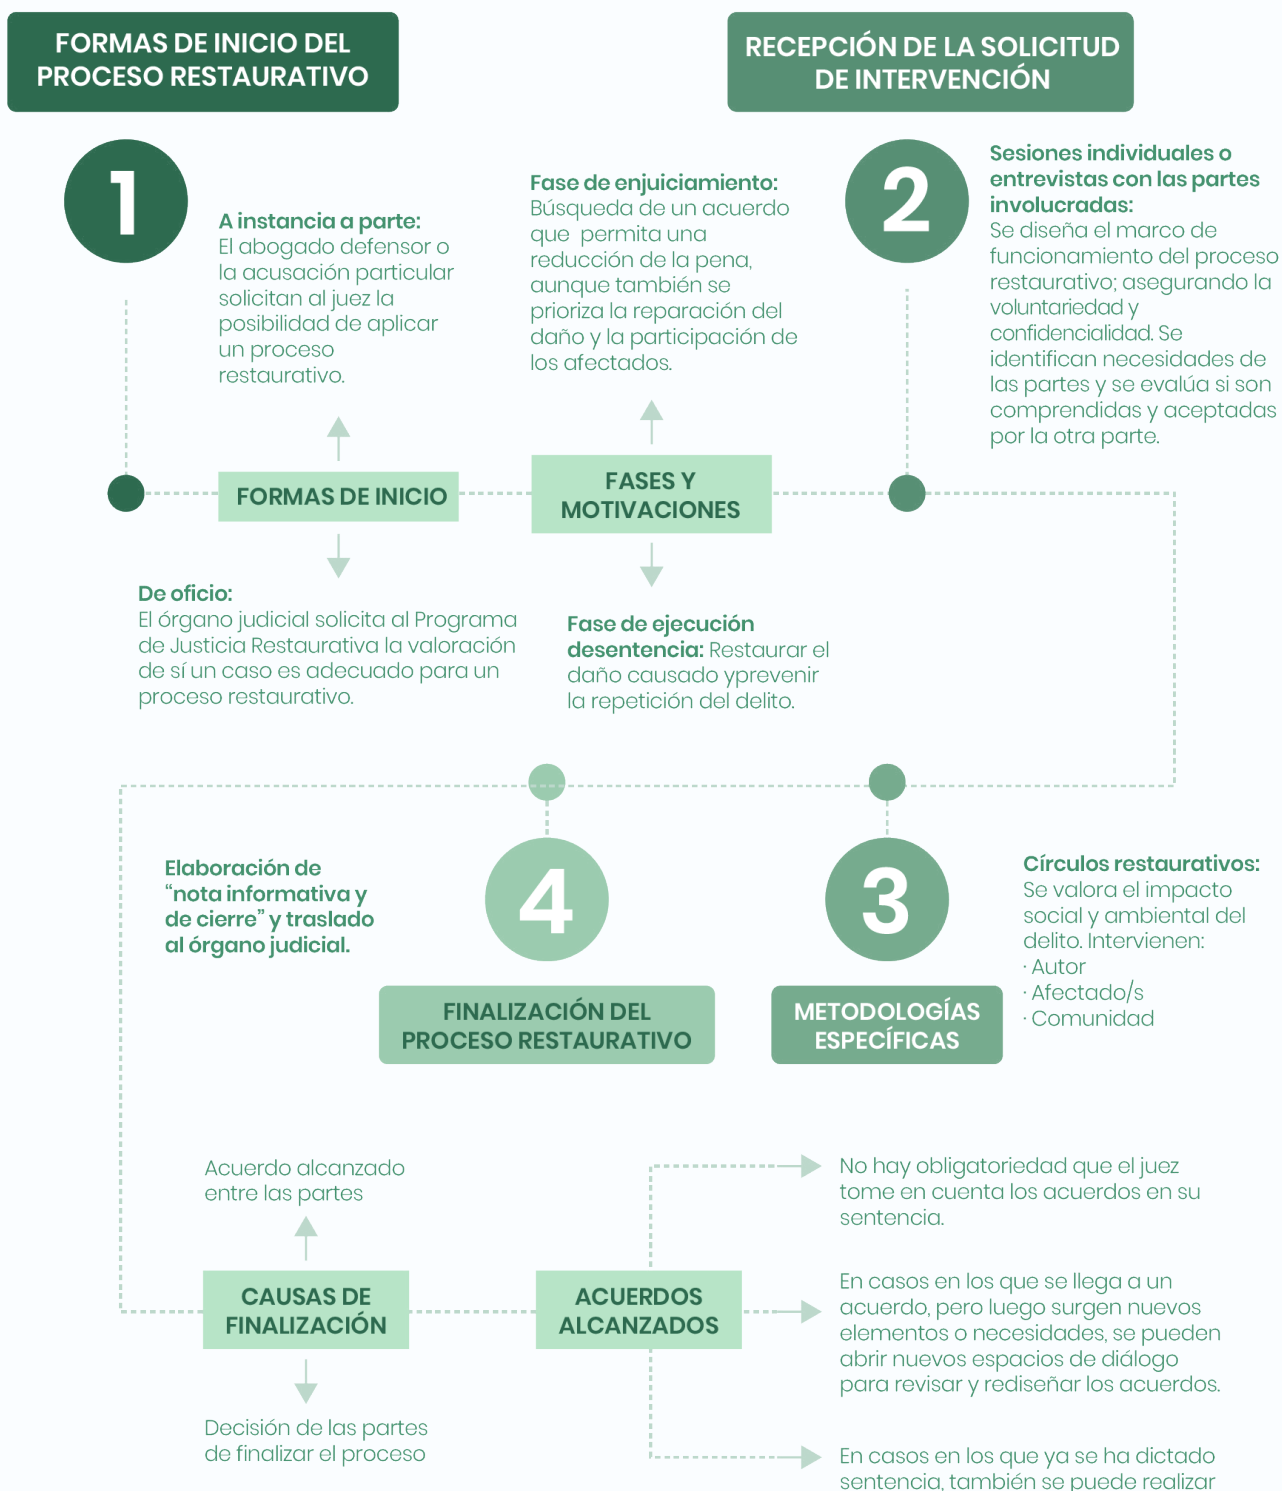 FORMAS DE INICIO DEL
PROCESO RESTAURATIVO
RECEPCIÓN DE LA SOLICITUD
DE INTERVENCIÓN
1
A instancia a parte:
El abogado defensor o
la acusación particular
solicitan al juez la
posibilidad de aplicar
un proceso
restaurativo.
Fase de enjuiciamiento:
Búsqueda de un acuerdo
que permita una
reducción de la pena,
aunque también se
prioriza la reparación del
daño y la participación de
los afectados.
2
Sesiones individuales o
entrevistas con las partes
involucradas:
Se diseña el marco de
funcionamiento del proceso
restaurativo; asegurando la
voluntariedad y
confidencialidad. Se
identifican necesidades de
las partes y se evalúa si son
comprendidas y aceptadas
por la otra parte.
FORMAS DE INICIO
FASES Y
MOTIVACIONES
De oficio:
El órgano judicial solicita al Programa
de Justicia Restaurativa la valoración
de sí un caso es adecuado para un
proceso restaurativo.
Fase de ejecución
desentencia: Restaurar el
daño causado yprevenir
la repetición del delito.
Elaboración de
“nota informativa y
de cierre” y traslado
al órgano judicial.
4
FINALIZACIÓN DEL
PROCESO RESTAURATIVO
3
METODOLOGÍAS
ESPECÍFICAS
Círculos restaurativos:
Se valora el impacto
social y ambiental del
delito. Intervienen:
· Autor
· Afectado/s
· Comunidad
Acuerdo alcanzado
entre las partes
CAUSAS DE
FINALIZACIÓN
Decisión de las partes
de finalizar el proceso
ACUERDOS
ALCANZADOS
No hay obligatoriedad que el juez
tome en cuenta los acuerdos en su
sentencia.
En casos en los que se llega a un
acuerdo, pero luego surgen nuevos
elementos o necesidades, se pueden
abrir nuevos espacios de diálogo
para revisar y rediseñar los acuerdos.
En casos en los que ya se ha dictado
sentencia, también se puede realizar